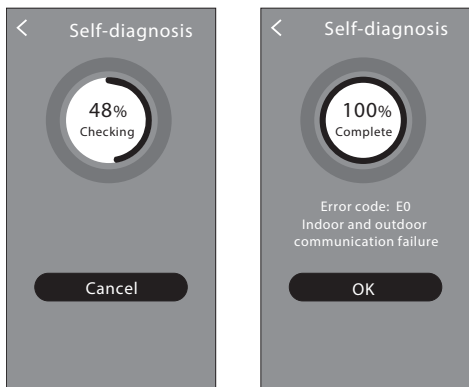 Self-diagnosis
48%
Checking
Cancel
Self-diagnosis
100%
Complete
Error code: E0
Indoor and outdoor
communication failure
OK